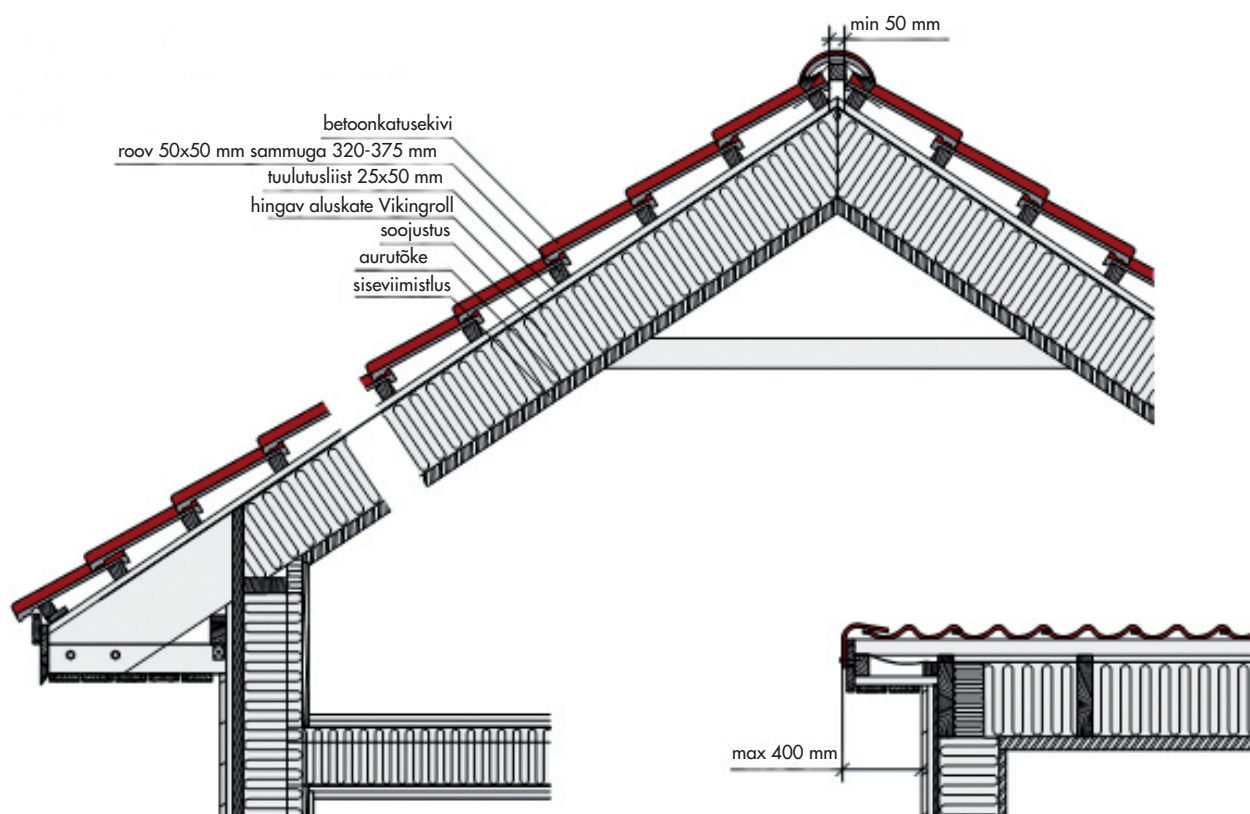 min 50 mm
betoonkatusekivi
roov 50x50 mm sammuga 320-375 mm
tuulutusliist 25x50 mm
hingav aluskate Vikingroll
soojustus
aurutõke
siseviimistlus
max 400 mm